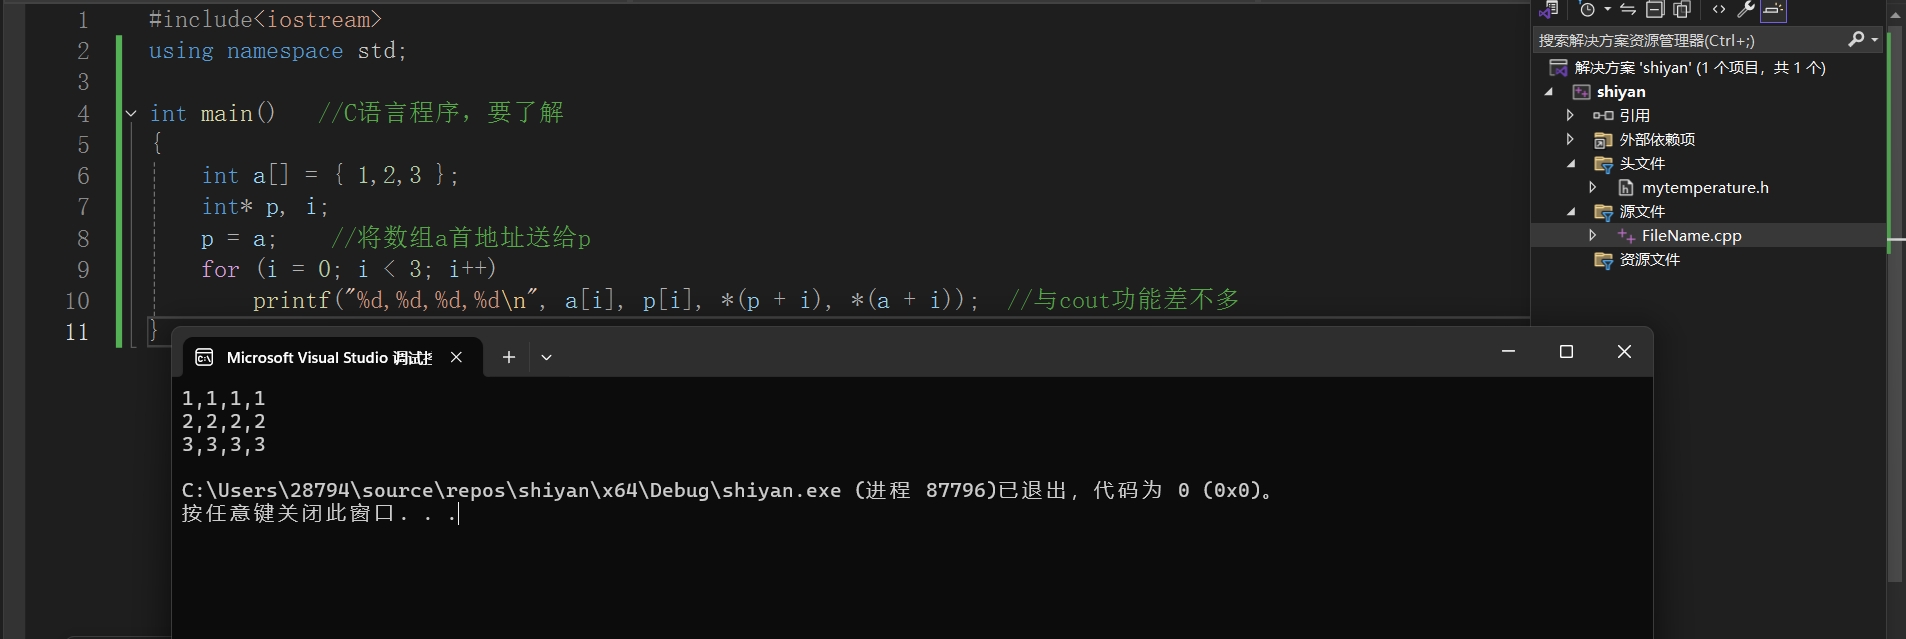 1 #include<iostream>
2 using namespace std;
3
4 int main()   //C语言程序，要了解
5 {
6     int a[] = { 1,2,3 };
7     int* p, i;
8     p = a;    //将数组a首地址送给p
9     for (i = 0; i < 3; i++)
10         printf("%d,%d,%d,%d\n", a[i], p[i], *(p + i), *(a + i));  //与cout功能差不多
11 }
搜索解决方案资源管理器(Ctrl+;)
解决方案 'shiyan' (1 个项目，共 1 个)
shiyan
引用
外部依赖项
头文件
mytemperature.h
源文件
FileName.cpp
资源文件
Microsoft Visual Studio 调试
1,1,1,1
2,2,2,2
3,3,3,3
C:\Users\28794\source\repos\shiyan\x64\Debug\shiyan.exe (进程 87796)已退出，代码为 0 (0x0)。
按任意键关闭此窗口. . .